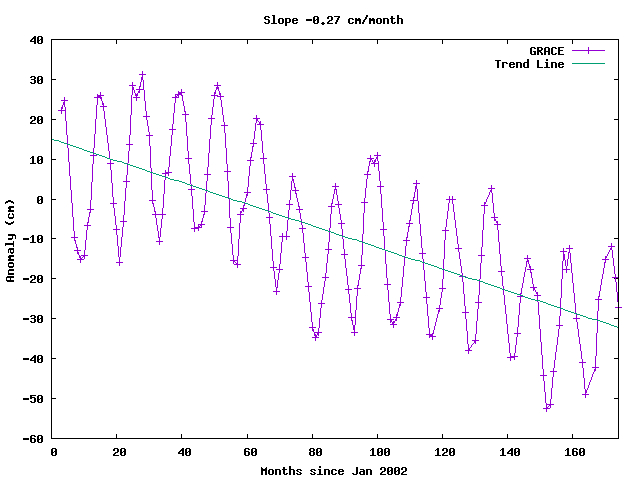 Slope -0.27 cm/month
GRACE
Trend Line
40
30
20
10
0
-10
-20
-30
-40
-50
-60
Anomaly (cm)
0 20 40 60 80 100 120 140 160
Months since Jan 2002